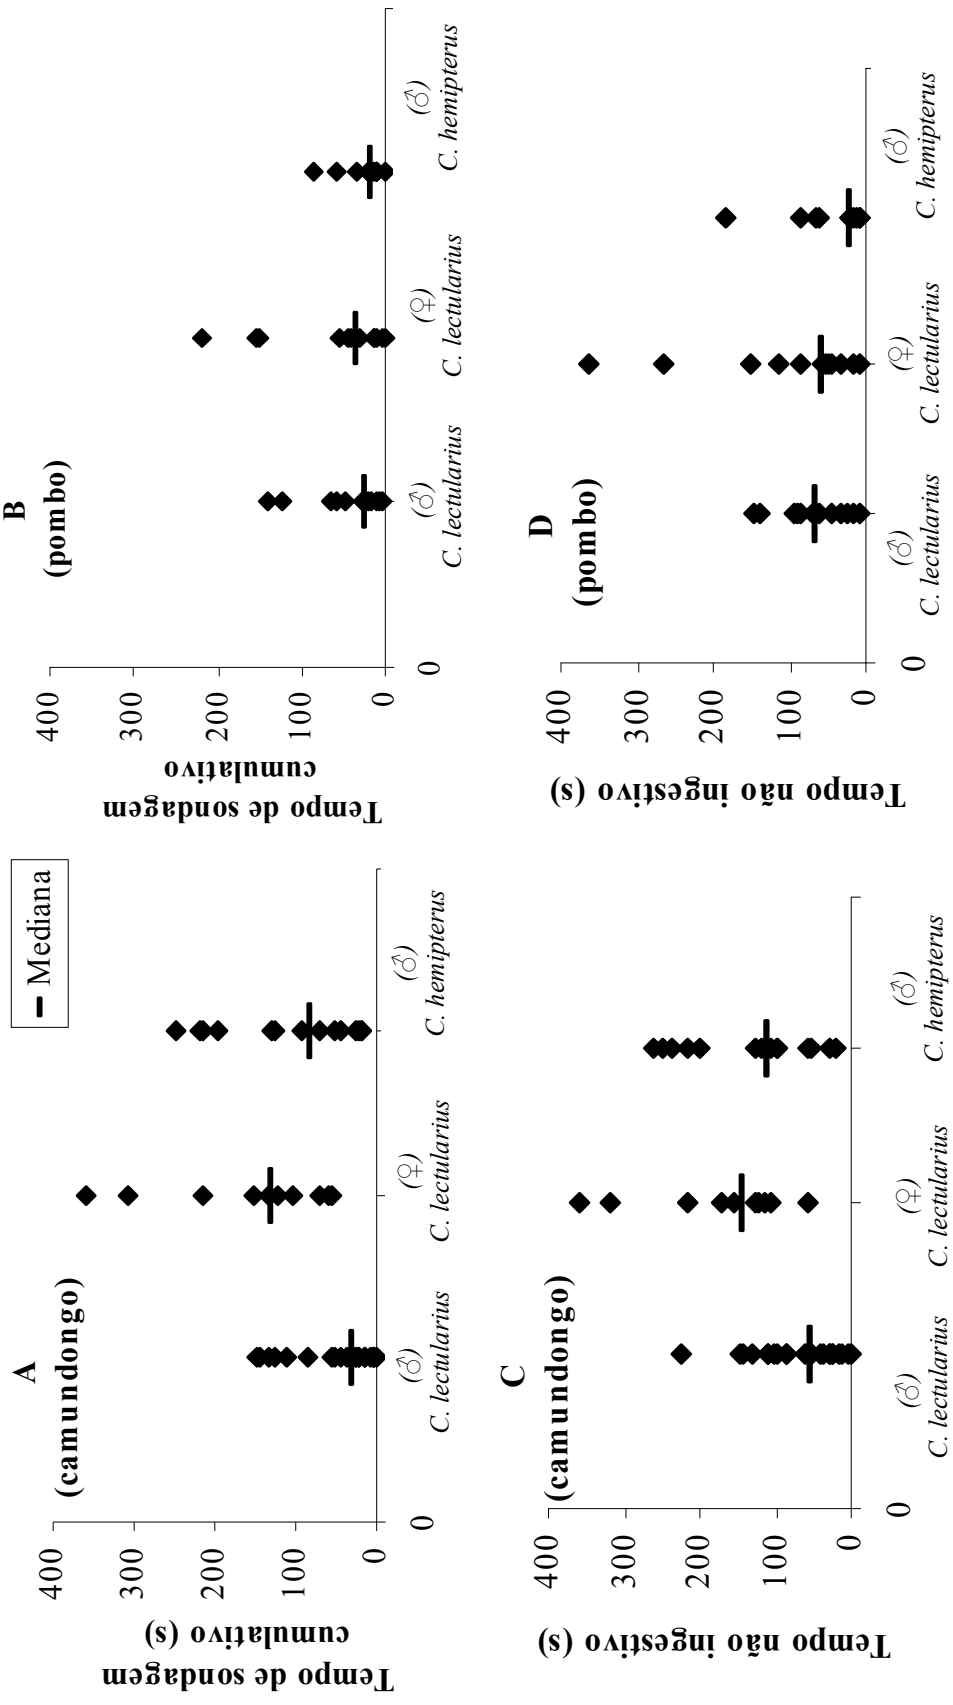 A
(camundongo)
Mediana
Tempo de sondagem
cumulativo (s)
400
300
200
100
0
0
(♂)
C. lectularius
(♀)
C. lectularius
(♂)
C. hemipterus
B
(pombo)
Tempo de sondagem
cumulativo
400
300
200
100
0
0
(♂)
C. lectularius
(♀)
C. lectularius
(♂)
C. hemipterus
C
(camundongo)
Tempo não ingestivo (s)
400
300
200
100
0
0
(♂)
C. lectularius
(♀)
C. lectularius
(♂)
C. hemipterus
D
(pombo)
Tempo não ingestivo (s)
400
300
200
100
0
0
(♂)
C. lectularius
(♀)
C. lectularius
(♂)
C. hemipterus